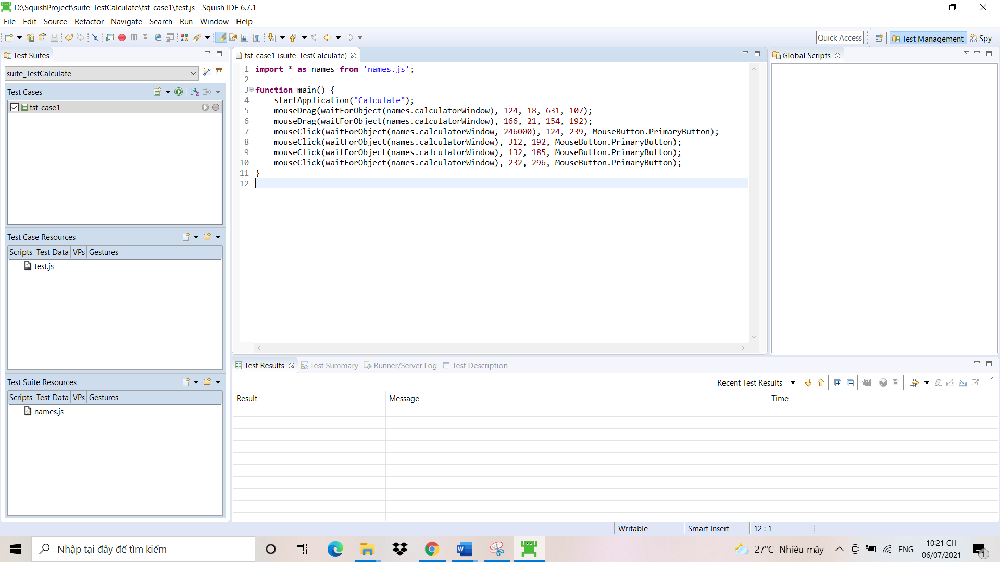 D:\SquishProject\suite_TestCalculate\tst_case1\test.js - Squish IDE 6.7.1
File Edit Source Refactor Navigate Search Run Window Help
Quick Access
Test Management
Spy
Test Suites
suite_TestCalculate
Test Cases
tst_case1
Test Case Resources
Scripts Test Data VPs Gestures
test.js
Test Suite Resources
Scripts Test Data VPs Gestures
names.js
tst_case1 (suite_TestCalculate)
1 import * as names from 'names.js';
2
3 function main() {
4 startApplication("Calculate");
5 mouseDrag(waitForObject(names.calculatorWindow), 124, 18, 631, 107);
6 mouseDrag(waitForObject(names.calculatorWindow), 166, 21, 154, 192);
7 mouseClick(waitForObject(names.calculatorWindow, 246000), 124, 239, MouseButton.PrimaryButton);
8 mouseClick(waitForObject(names.calculatorWindow), 312, 192, MouseButton.PrimaryButton);
9 mouseClick(waitForObject(names.calculatorWindow), 132, 185, MouseButton.PrimaryButton);
10 mouseClick(waitForObject(names.calculatorWindow), 232, 296, MouseButton.PrimaryButton);
11 }
12
Global Scripts
Test Results Test Summary Runner/Server Log Test Description
Recent Test Results
Result Message Time
Writable Smart Insert 12 : 1
Nhập tại đây để tìm kiếm
27°C Nhiều mây
ENG
10:21 CH
06/07/2021
1